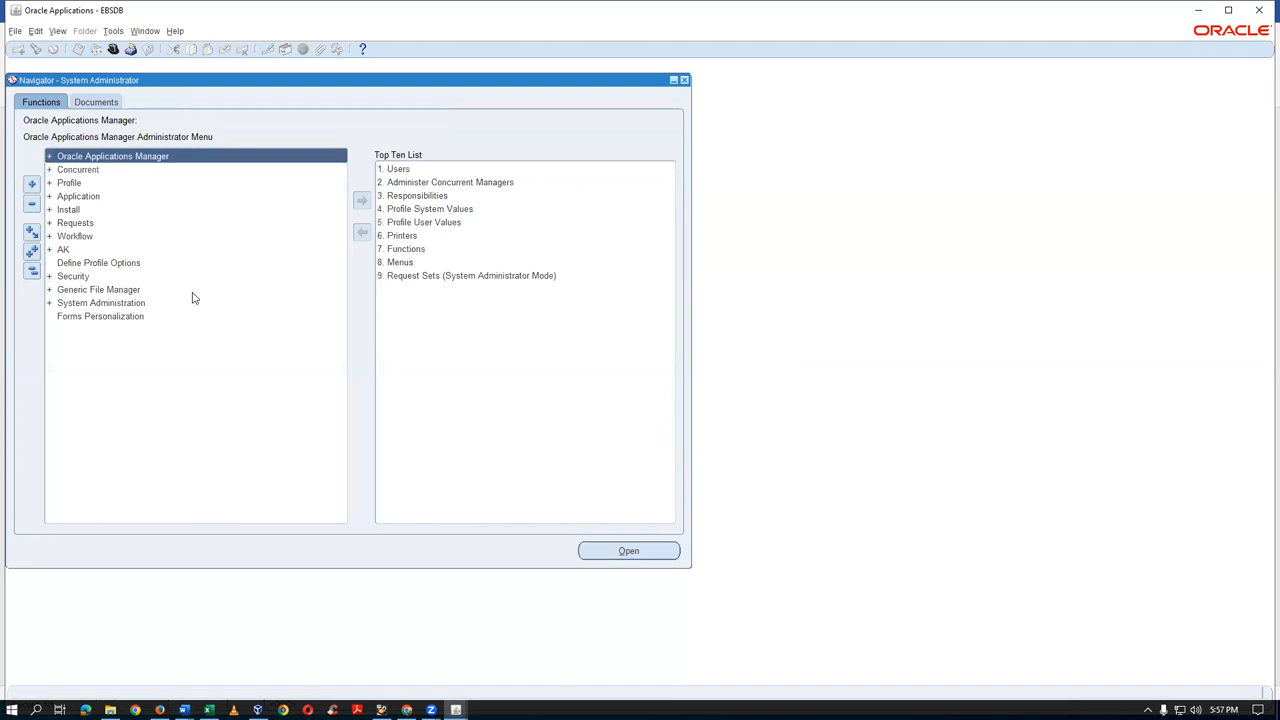 Oracle Applications - EBSDB
File Edit View Folder Tools Window Help
ORACLE
Navigator - System Administrator
Functions Documents
Oracle Applications Manager:
Oracle Applications Manager Administrator Menu
+ Oracle Applications Manager
+ Concurrent
+ Profile
+ Application
+ Install
+ Requests
+ Workflow
+ AK
Define Profile Options
+ Security
+ Generic File Manager
+ System Administration
Forms Personalization
Top Ten List
1. Users
2. Administer Concurrent Managers
3. Responsibilities
4. Profile System Values
5. Profile User Values
6. Printers
7. Functions
8. Menus
9. Request Sets (System Administrator Mode)
Open
5:57 PM